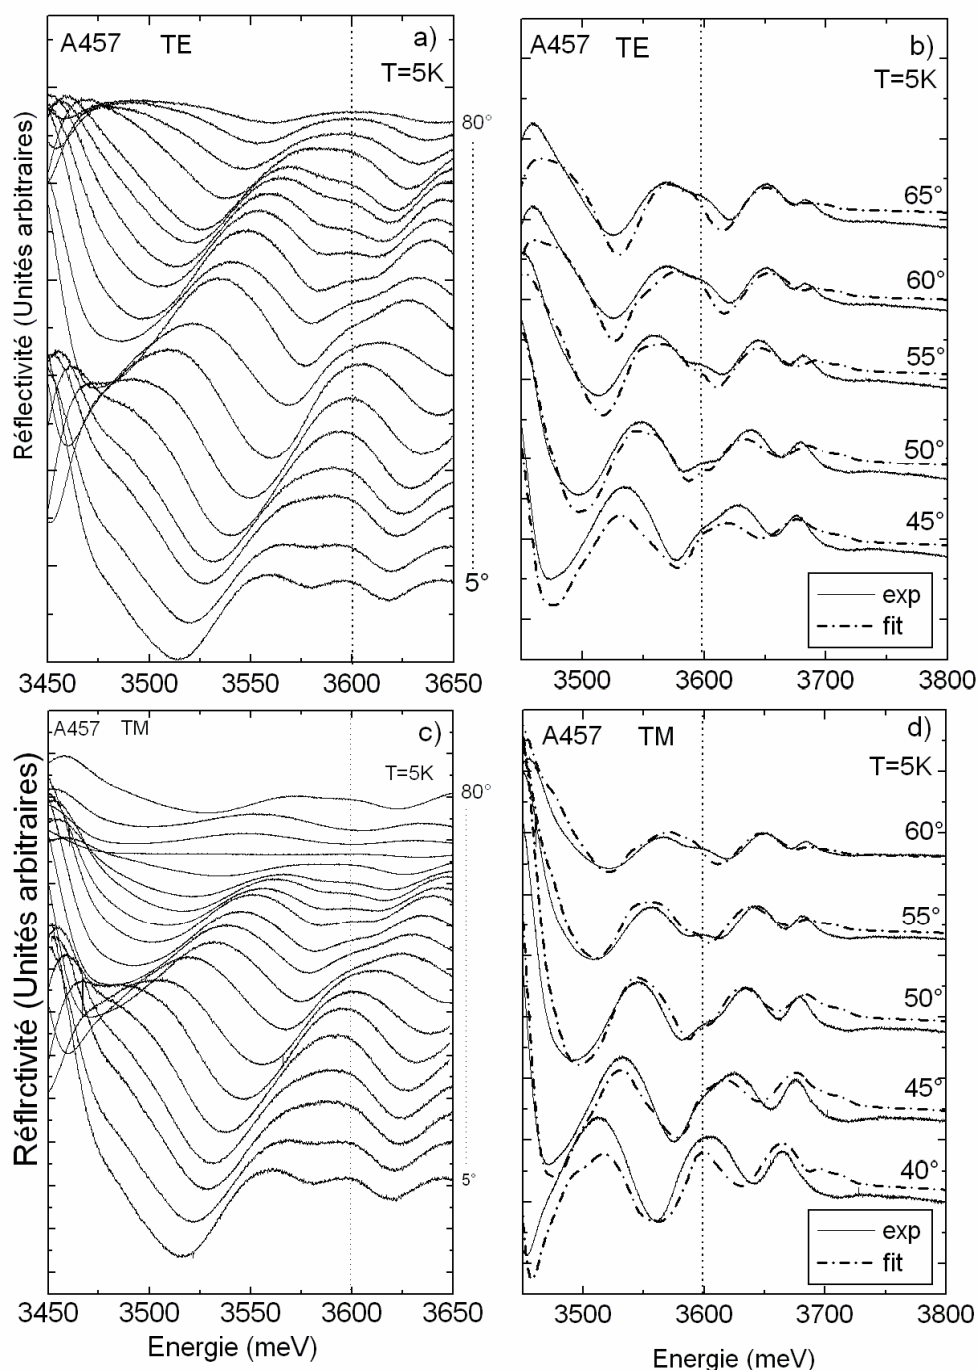 A457 TE a)
T=5K
80°
5°
Réflectivité (Unités arbitraires)
3450 3500 3550 3600 3650
A457 TE b)
T=5K
65°
60°
55°
50°
45°
exp
fit
3500 3600 3700 3800
A457 TM c)
T=5K
80°
5°
Réflrctivité (Unités arbitraires)
3450 3500 3550 3600 3650
Energie (meV)
A457 TM d)
T=5K
60°
55°
50°
45°
40°
exp
fit
3500 3600 3700 3800
Energie (meV)